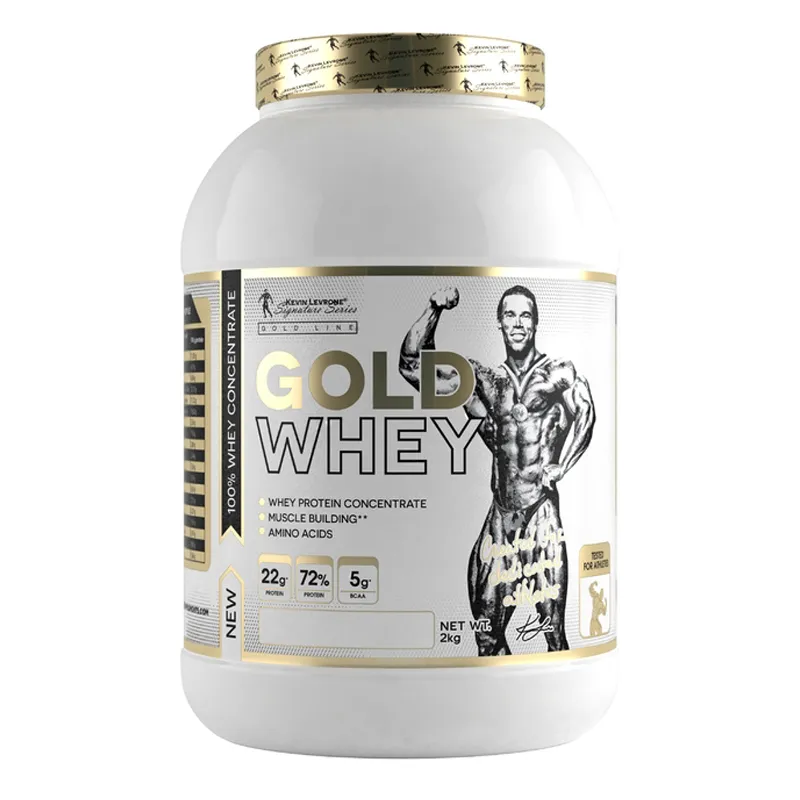 KEVIN LEVRONE®
Signature Series
GOLD LINE
GOLD
WHEY
100% WHEY CONCENTRATE
WHEY PROTEIN CONCENTRATE
MUSCLE BUILDING**
AMINO ACIDS
22g*
PROTEIN
72%
PROTEIN
5g*
BCAA
NEW
NET WT.
2kg
TESTED
FOR ATHLETES